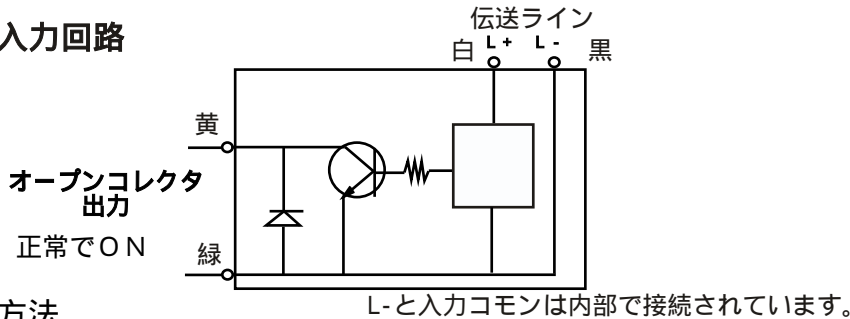 入力回路
伝送ライン
白 L+ L- 黒
黄
オープンコレクタ
出力
正常でＯＮ
緑
方法
L-と入力コモンは内部で接続されています。